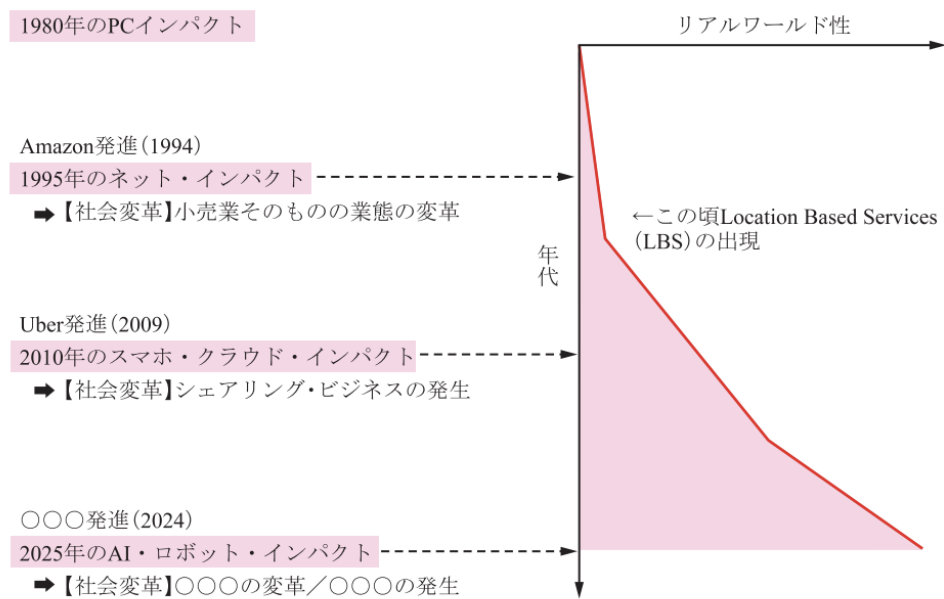 1980年のPCインパクト
リアルワールド性
Amazon発進(1994)
1995年のネット・インパクト
➡【社会変革】小売業そのものの業態の変革
←この頃Location Based Services
(LBS)の出現
年代
Uber発進(2009)
2010年のスマホ・クラウド・インパクト
➡【社会変革】シェアリング・ビジネスの発生
○○○発進(2024)
2025年のAI・ロボット・インパクト
➡【社会変革】○○○の変革／○○○の発生